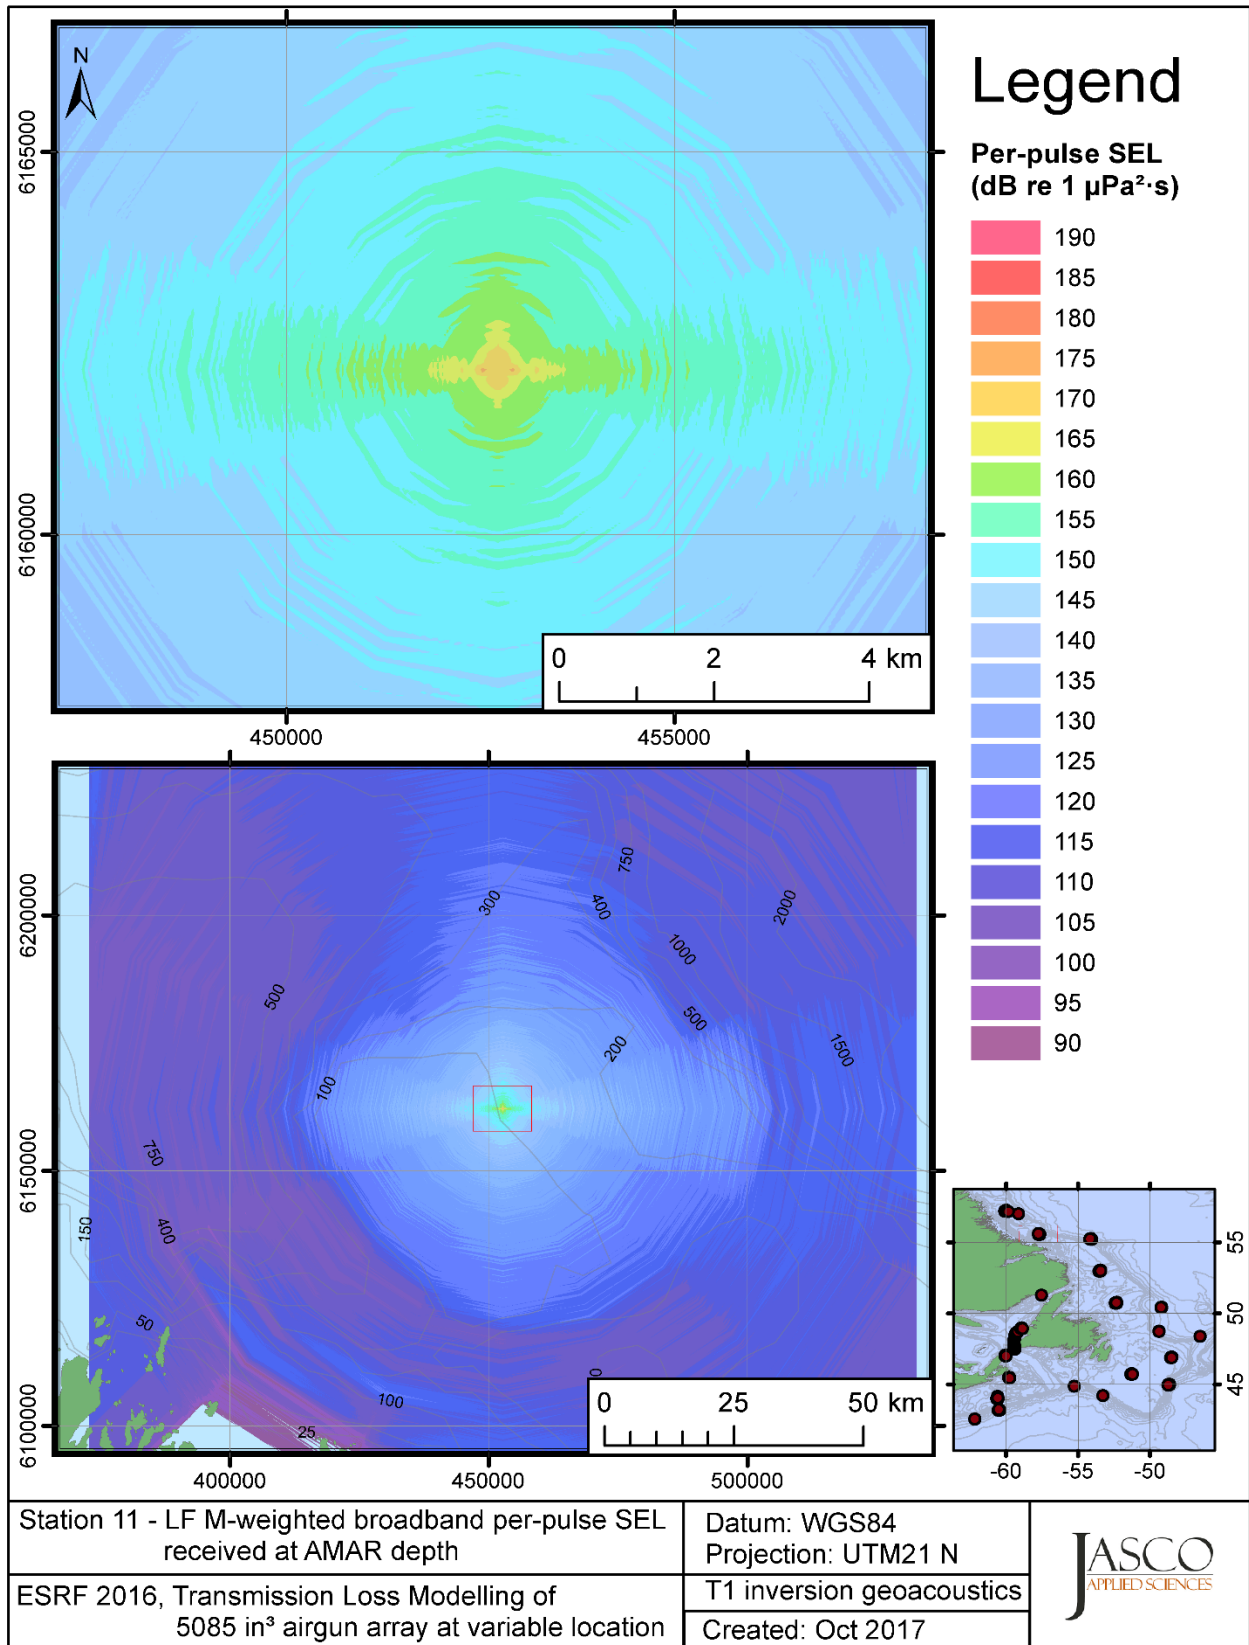 N
6165000
6160000
0 2 4 km
450000 455000
Legend
Per-pulse SEL
(dB re 1 µPa²·s)
190
185
180
175
170
165
160
155
150
145
140
135
130
125
120
115
110
105
100
95
90
6200000
6150000
6100000
750
300
400
2000
1000
500
500
200
1500
100
750
400
150
50
100
25
0
0 25 50 km
400000 450000 500000
55
50
45
-60 -55 -50
Station 11 - LF M-weighted broadband per-pulse SEL
received at AMAR depth
ESRF 2016, Transmission Loss Modelling of
5085 in³ airgun array at variable location
Datum: WGS84
Projection: UTM21 N
T1 inversion geoacoustics
Created: Oct 2017
JASCO
APPLIED SCIENCES